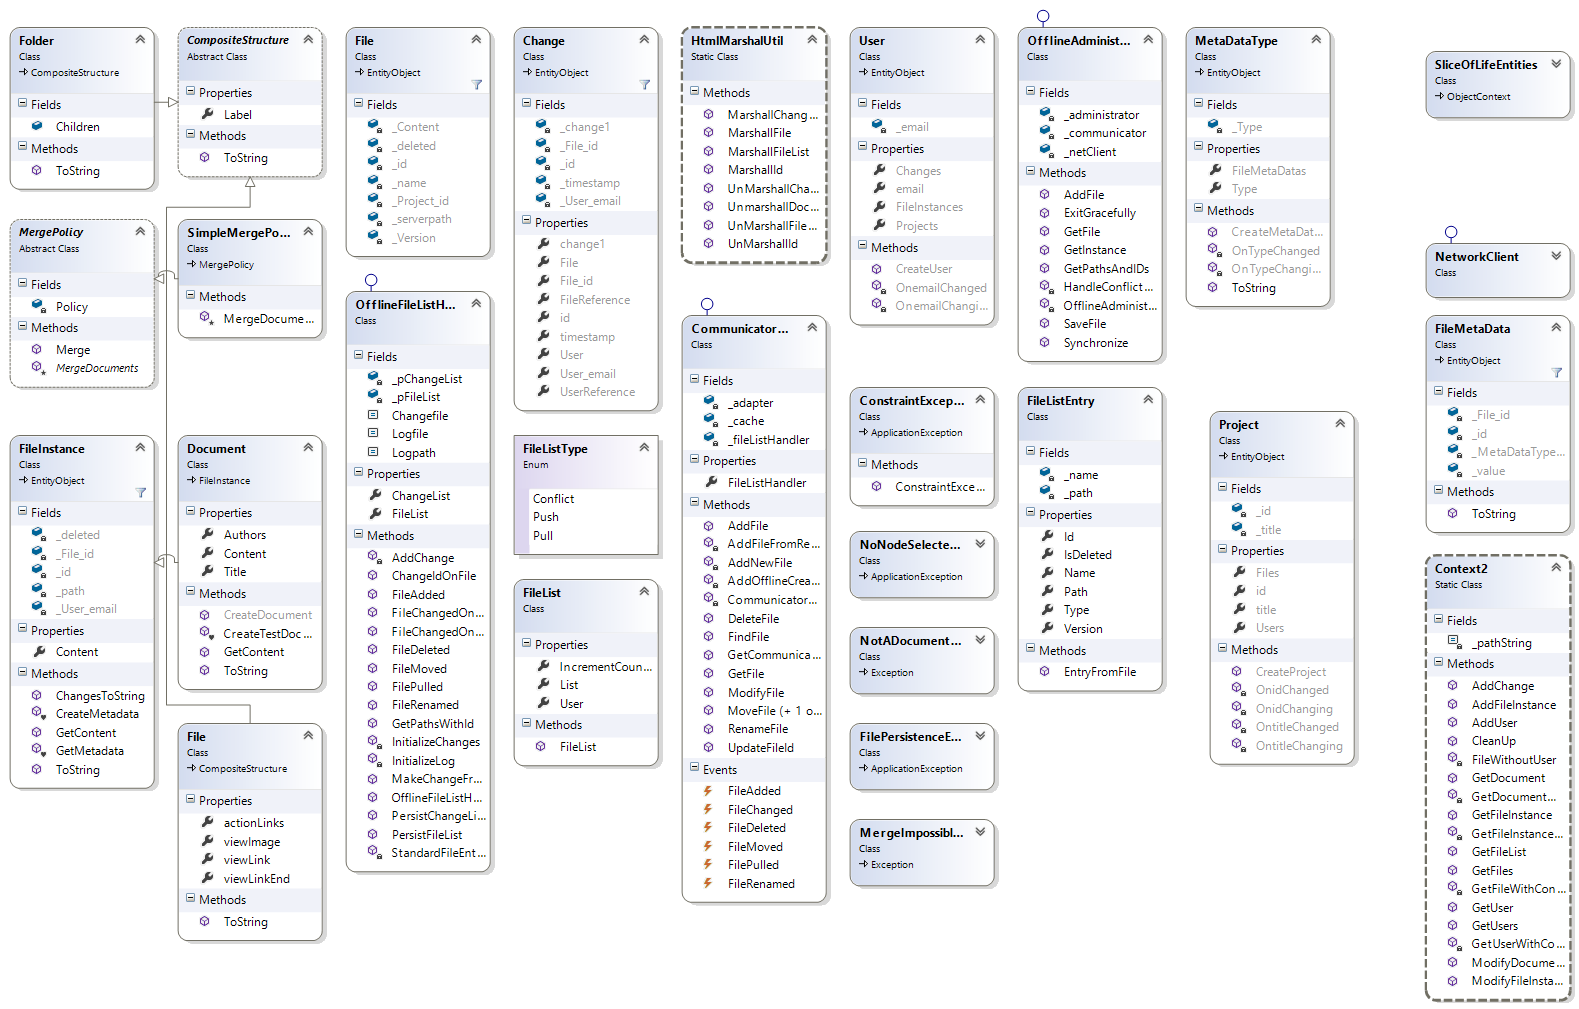 Folder
Class
CompositeStructure
Fields
Children
Methods
ToString
CompositeStructure
Abstract Class
Properties
Label
Methods
ToString
MergePolicy
Abstract Class
Fields
Policy
Methods
Merge
MergeDocuments
SimpleMergePo...
Class
MergePolicy
Methods
MergeDocume...
FileInstance
Class
EntityObject
Fields
_deleted
_File_id
_id
_path
_User_email
Properties
Content
Methods
ChangesToString
CreateMetadata
GetContent
GetMetadata
ToString
Document
Class
FileInstance
Properties
Authors
Content
Title
Methods
CreateDocument
CreateTestDoc...
GetContent
ToString
File
Class
CompositeStructure
Properties
actionLinks
viewImage
viewLink
viewLinkEnd
Methods
ToString
File
Class
EntityObject
Fields
_Content
_deleted
_id
_name
_Project_id
_serverpath
_Version
OfflineFileListH...
Class
Fields
_pChangeList
_pFileList
Changefile
Logfile
Logpath
Properties
ChangeList
FileList
Methods
AddChange
ChangeIdOnFile
FileAdded
FileChangedOn...
FileChangedOn...
FileDeleted
FileMoved
FilePulled
FileRenamed
GetPathsWithId
InitializeChanges
InitializeLog
MakeChangeFr...
OfflineFileListH...
PersistChangeLi...
PersistFileList
StandardFileEnt...
Change
Class
EntityObject
Fields
_change1
_File_id
_id
_timestamp
_User_email
Properties
change1
File
File_id
FileReference
id
timestamp
User
User_email
UserReference
FileListType
Enum
Conflict
Push
Pull
FileList
Class
Properties
IncrementCoun...
List
User
Methods
FileList
HtmlMarshalUtil
Static Class
Methods
MarshallChang...
MarshallFile
MarshallFileList
MarshallId
UnMarshallCha...
UnmarshallDoc...
UnMarshallFile...
UnMarshallId
Communicator...
Class
Fields
_adapter
_cache
_fileListHandler
Properties
FileListHandler
Methods
AddFile
AddFileFromRe...
AddNewFile
AddOfflineCrea...
Communicator...
DeleteFile
FindFile
GetCommunica...
GetFile
ModifyFile
MoveFile (+ 1 o...
RenameFile
UpdateFileId
Events
FileAdded
FileChanged
FileDeleted
FileMoved
FilePulled
FileRenamed
User
Class
EntityObject
Fields
_email
Properties
Changes
email
FileInstances
Projects
Methods
CreateUser
OnemailChanged
OnemailChangi...
ConstraintExcep...
Class
ApplicationException
Methods
ConstraintExce...
NoNodeSelecte...
Class
ApplicationException
NotADocument...
Class
Exception
FilePersistenceE...
Class
ApplicationException
MergeImpossibl...
Class
Exception
OfflineAdminist...
Class
Fields
_administrator
_communicator
_netClient
Methods
AddFile
ExitGracefully
GetFile
GetInstance
GetPathsAndIDs
HandleConflict...
OfflineAdminist...
SaveFile
Synchronize
FileListEntry
Class
Fields
_name
_path
Properties
Id
IsDeleted
Name
Path
Type
Version
Methods
EntryFromFile
MetaDataType
Class
EntityObject
Fields
_Type
Properties
FileMetaDatas
Type
Methods
CreateMetaDat...
OnTypeChanged
OnTypeChangi...
ToString
Project
Class
EntityObject
Fields
_id
_title
Properties
Files
id
title
Users
Methods
CreateProject
OnidChanged
OnidChanging
OntitleChanged
OntitleChanging
SliceOfLifeEntities
Class
ObjectContext
NetworkClient
Class
FileMetaData
Class
EntityObject
Fields
_File_id
_id
_MetaDataType...
_value
Methods
ToString
Context2
Static Class
Fields
_pathString
Methods
AddChange
AddFileInstance
AddUser
CleanUp
FileWithoutUser
GetDocument
GetDocument...
GetFileInstance
GetFileInstance...
GetFileList
GetFiles
GetFileWithCon...
GetUser
GetUsers
GetUserWithCo...
ModifyDocume...
ModifyFileInsta...